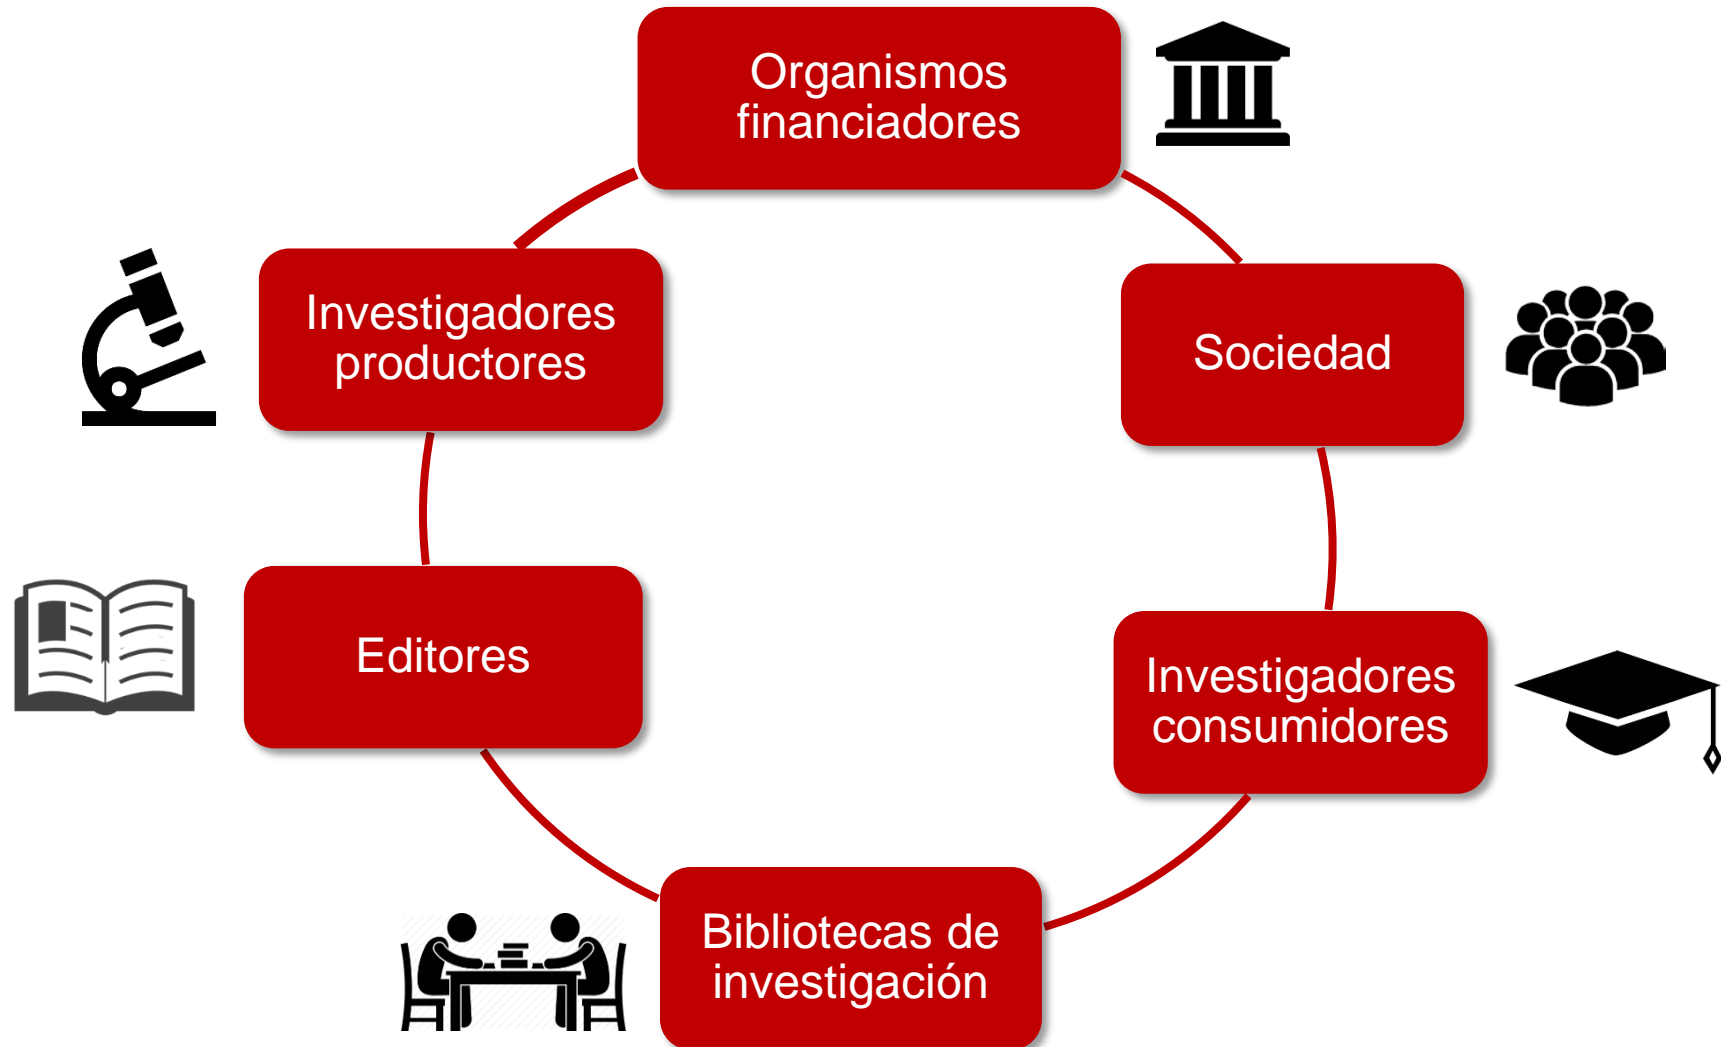 Organismos
financiadores
Investigadores
productores
Sociedad
Editores
Investigadores
consumidores
Bibliotecas de
investigación